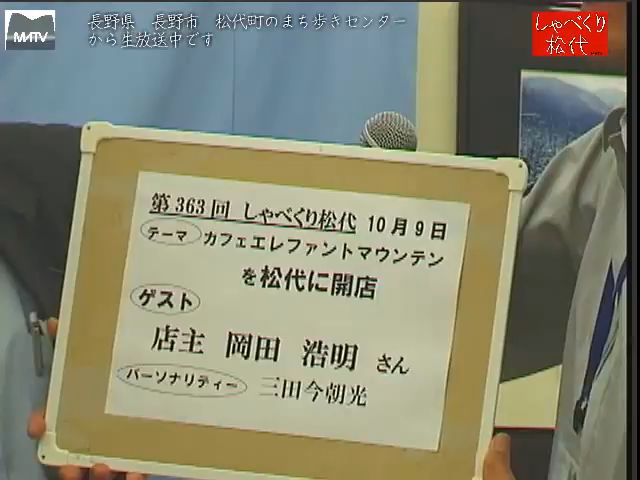 長野県　長野市　松代町のまち歩きセンター
から生放送中です
MATV
しゃべくり
松代
第363回 しゃべくり松代 10月9日
テーマ カフェエレファントマウンテン
を松代に開店
ゲスト
店主 岡田 浩明 さん
パーソナリティー 三田今朝光